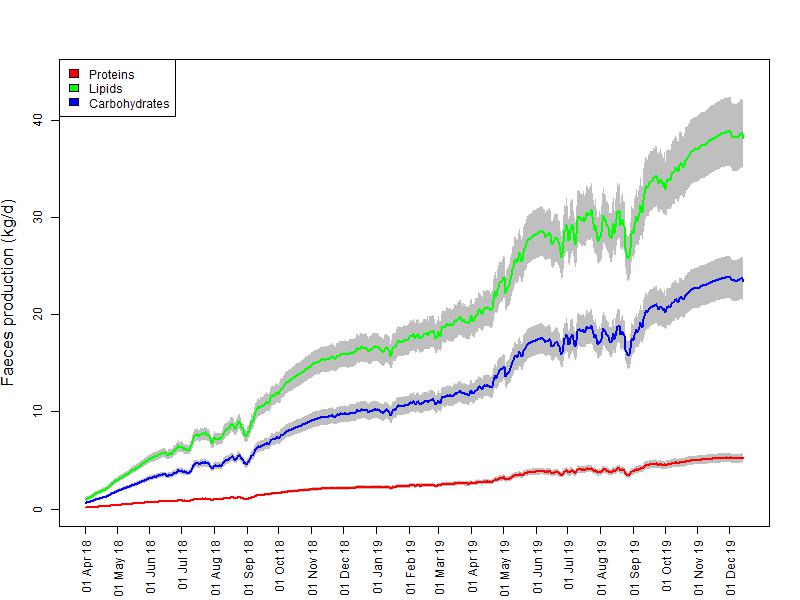 Proteins
Lipids
Carbohydrates
Faeces production (kg/d)
40
30
20
10
0
01 Apr 18
01 May 18
01 Jun 18
01 Jul 18
01 Aug 18
01 Sep 18
01 Oct 18
01 Nov 18
01 Dec 18
01 Jan 19
01 Feb 19
01 Mar 19
01 Apr 19
01 May 19
01 Jun 19
01 Jul 19
01 Aug 19
01 Sep 19
01 Oct 19
01 Nov 19
01 Dec 19